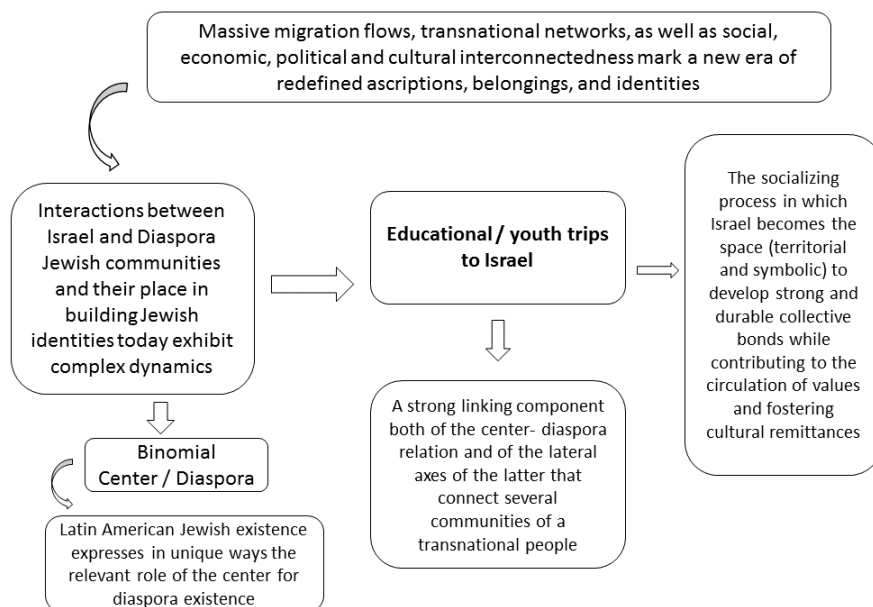 Massive migration flows, transnational networks, as well as social,
economic, political and cultural interconnectedness mark a new era of
redefined ascriptions, belongings, and identities
Interactions between
Israel and Diaspora
Jewish communities
and their place in
building Jewish
identities today exhibit
complex dynamics
Educational / youth trips
to Israel
The socializing
process in which
Israel becomes the
space (territorial
and symbolic) to
develop strong and
durable collective
bonds while
contributing to the
circulation of values
and fostering
cultural remittances
Binomial
Center / Diaspora
A strong linking component
both of the center- diaspora
relation and of the lateral
axes of the latter that
connect several
communities of a
transnational people
Latin American Jewish existence
expresses in unique ways the
relevant role of the center for
diaspora existence